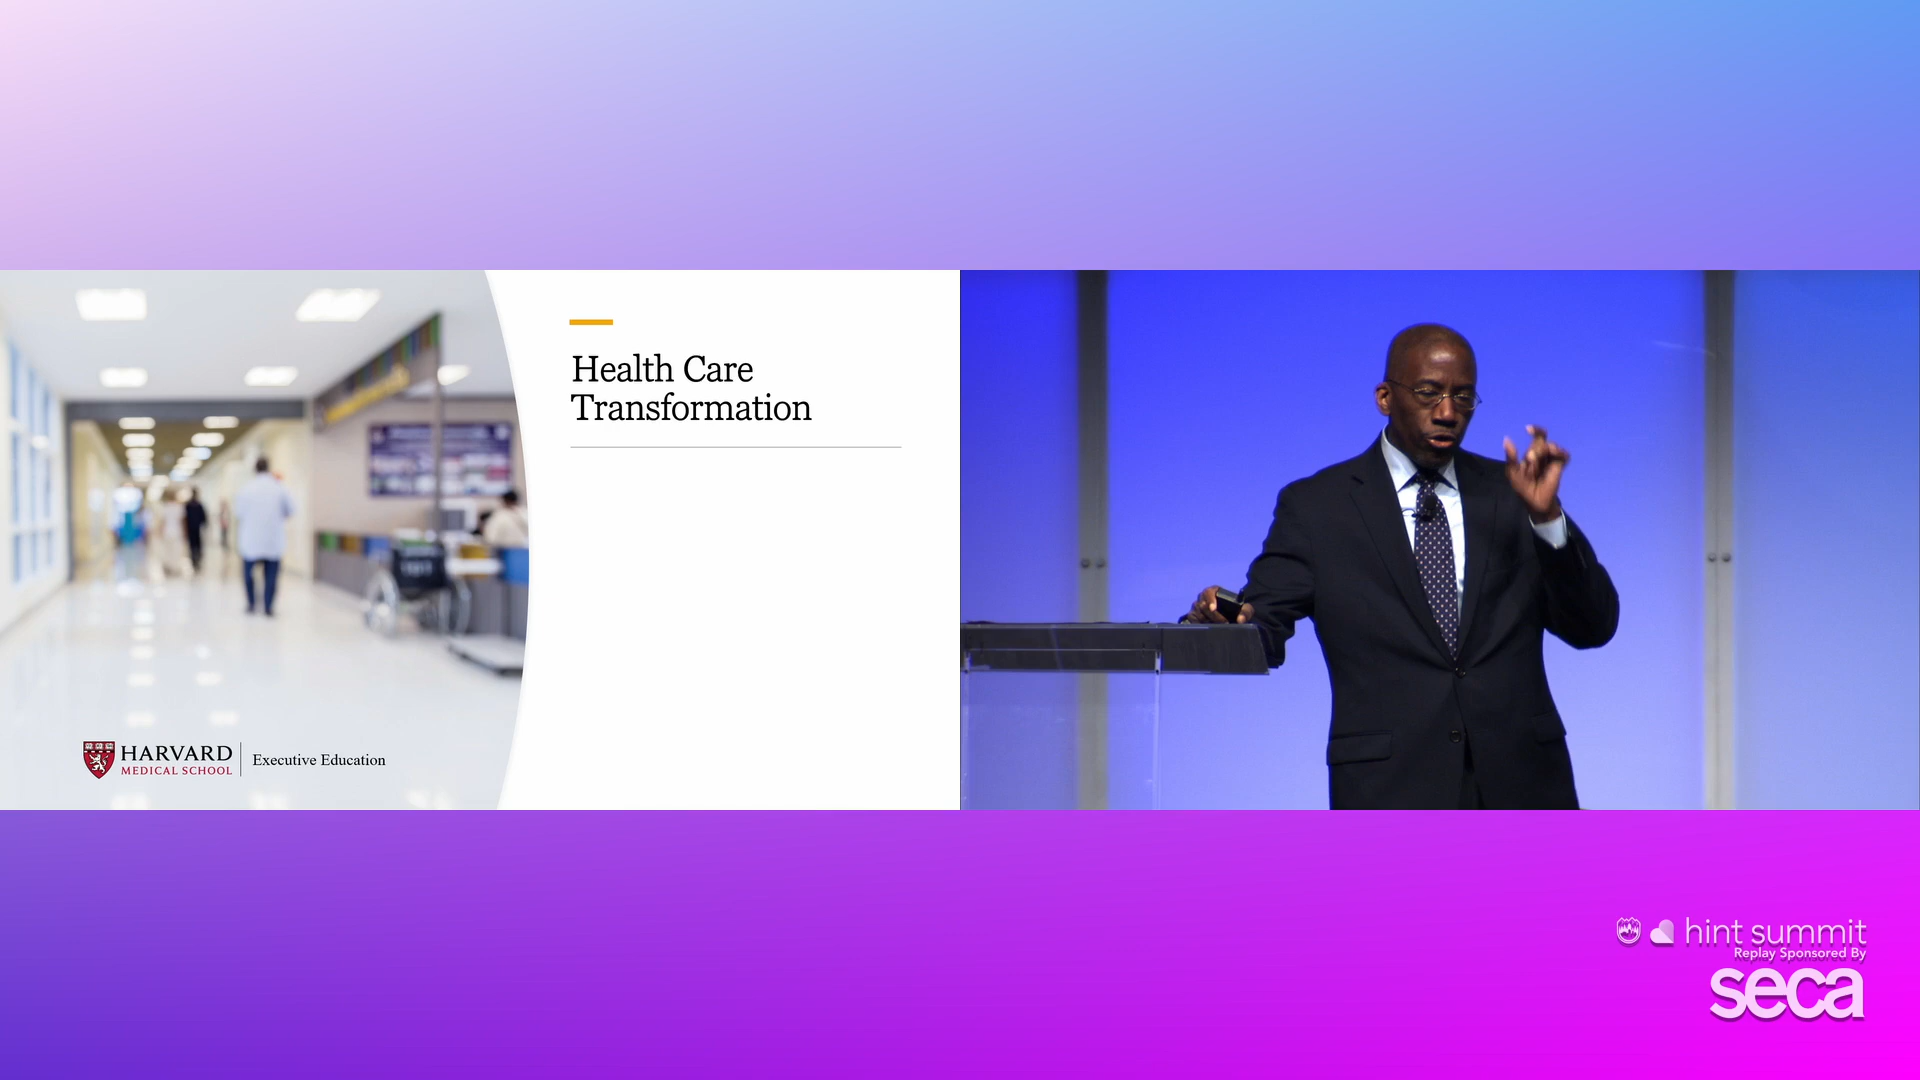 Health Care
Transformation
HARVARD
MEDICAL SCHOOL
Executive Education
hint summit
Replay Sponsored By
seca